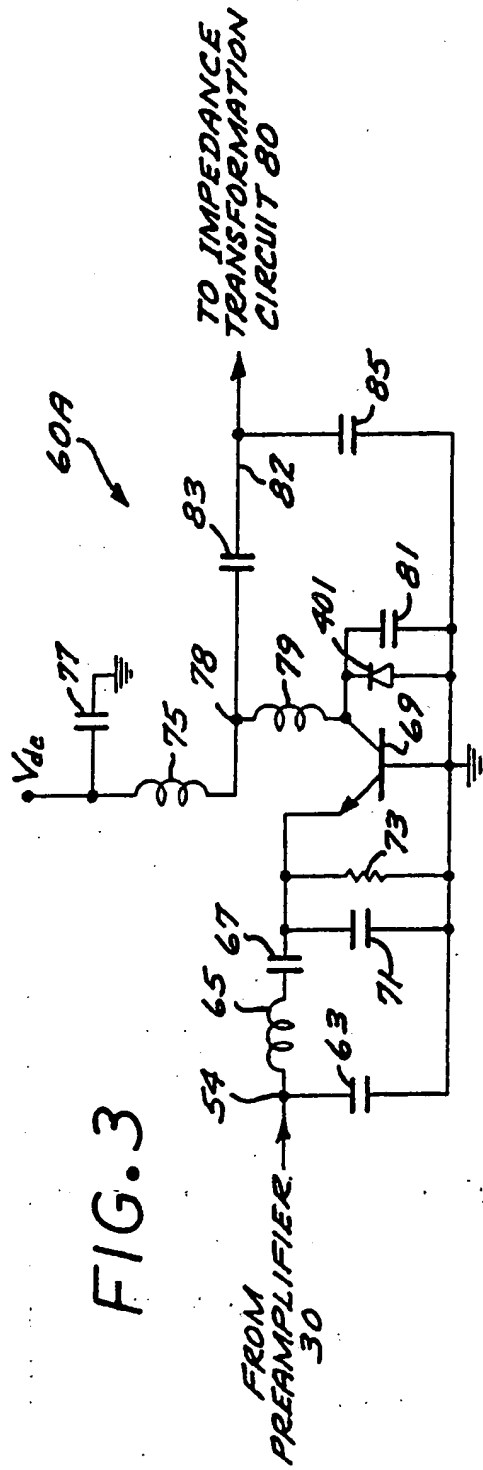 FIG. 3
60A
Vdc
77
75
78
83
82
TO IMPEDANCE
TRANSFORMATION
CIRCUIT 80
79
401
81
85
69
73
71
67
65
63
54
FROM
PREAMPLIFIER
30